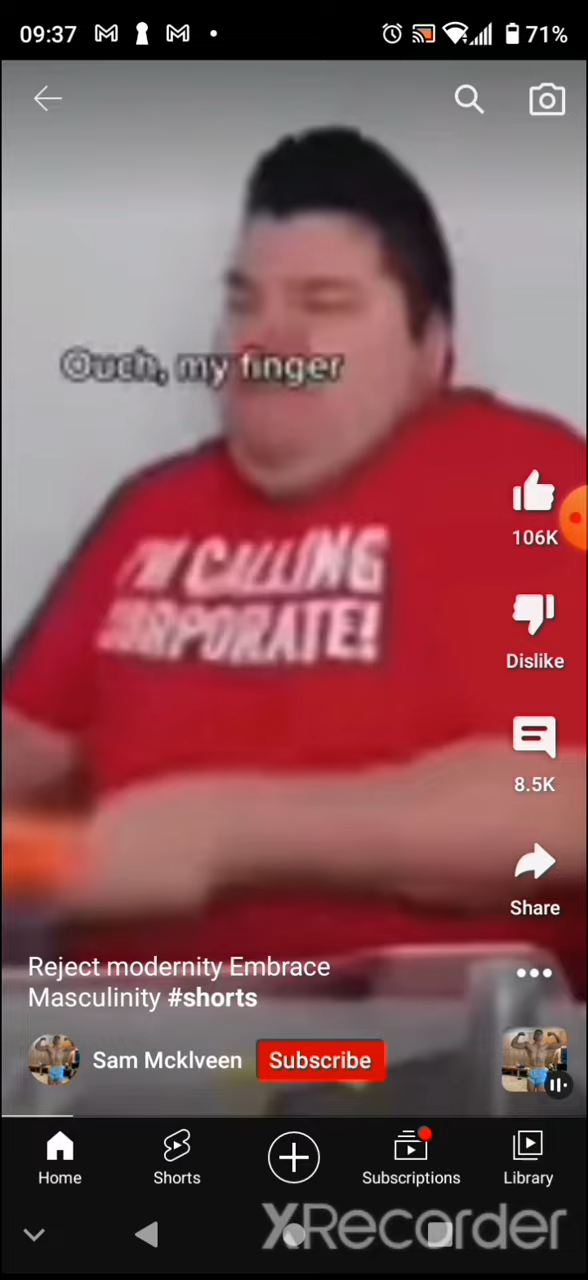 09:37
71%
Ouch, my finger
I'M CALLING
CORPORATE!
106K
Dislike
8.5K
Share
Reject modernity Embrace
Masculinity #shorts
Sam Mcklveen
Subscribe
Home
Shorts
Subscriptions
Library
XRecorder